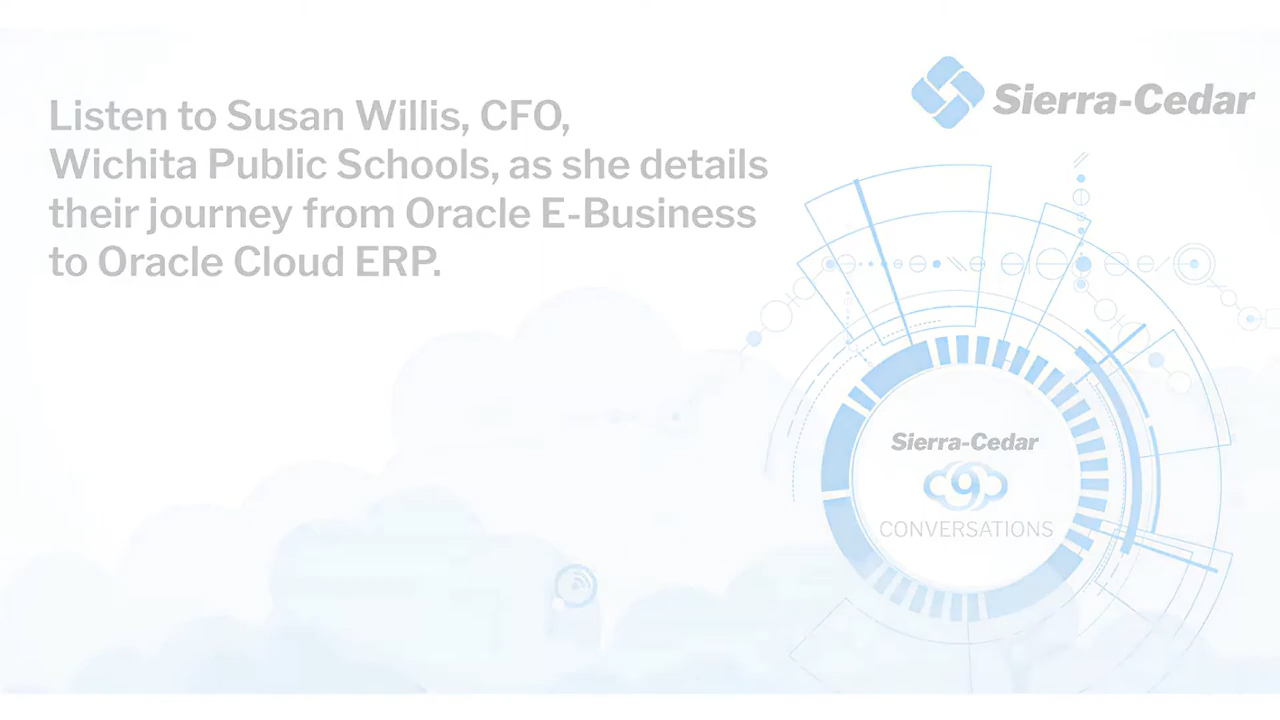 Listen to Susan Willis, CFO,
Wichita Public Schools, as she details
their journey from Oracle E-Business
to Oracle Cloud ERP.
Sierra-Cedar
Sierra-Cedar
9
CONVERSATIONS